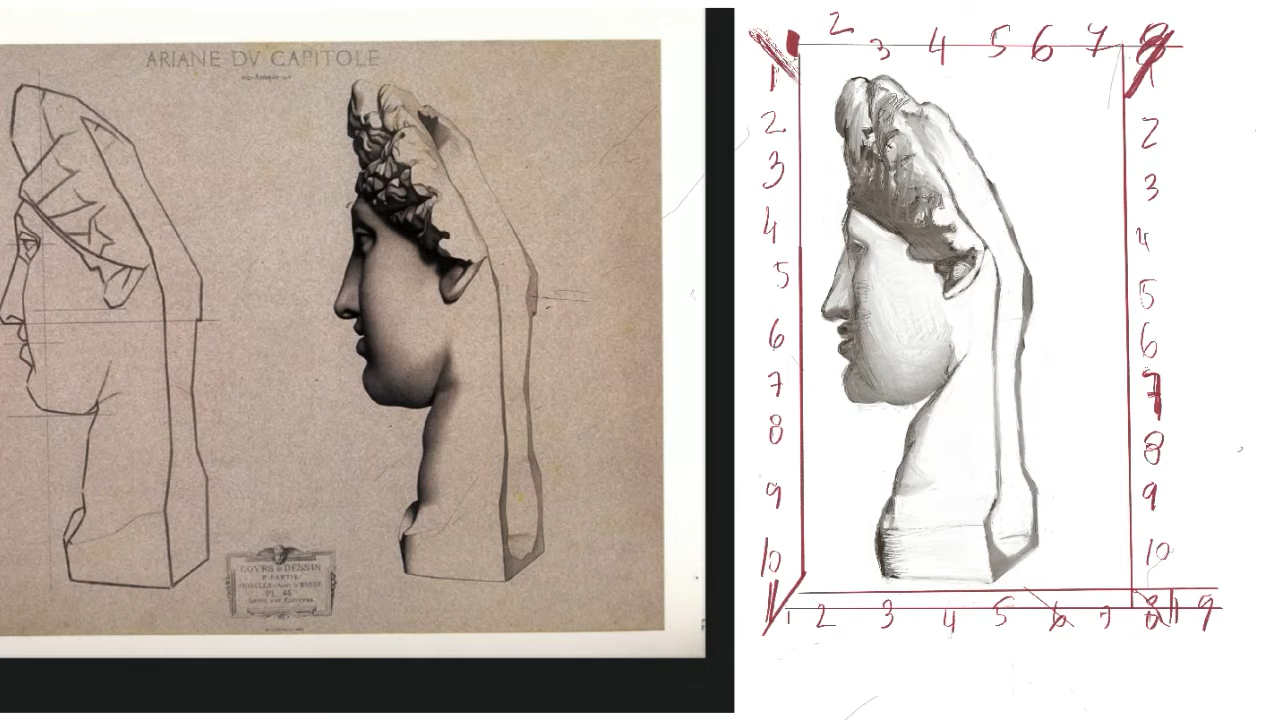 ARIANE DV CAPITOLE
COVRS DE DESSIN
PL. 46
2 3 4 5 6 7 8
1 1
2 2
3 3
4 4
5 5
6 6
7 7
8 8
9 9
10 10
1 2 3 4 5 6 7 8 9